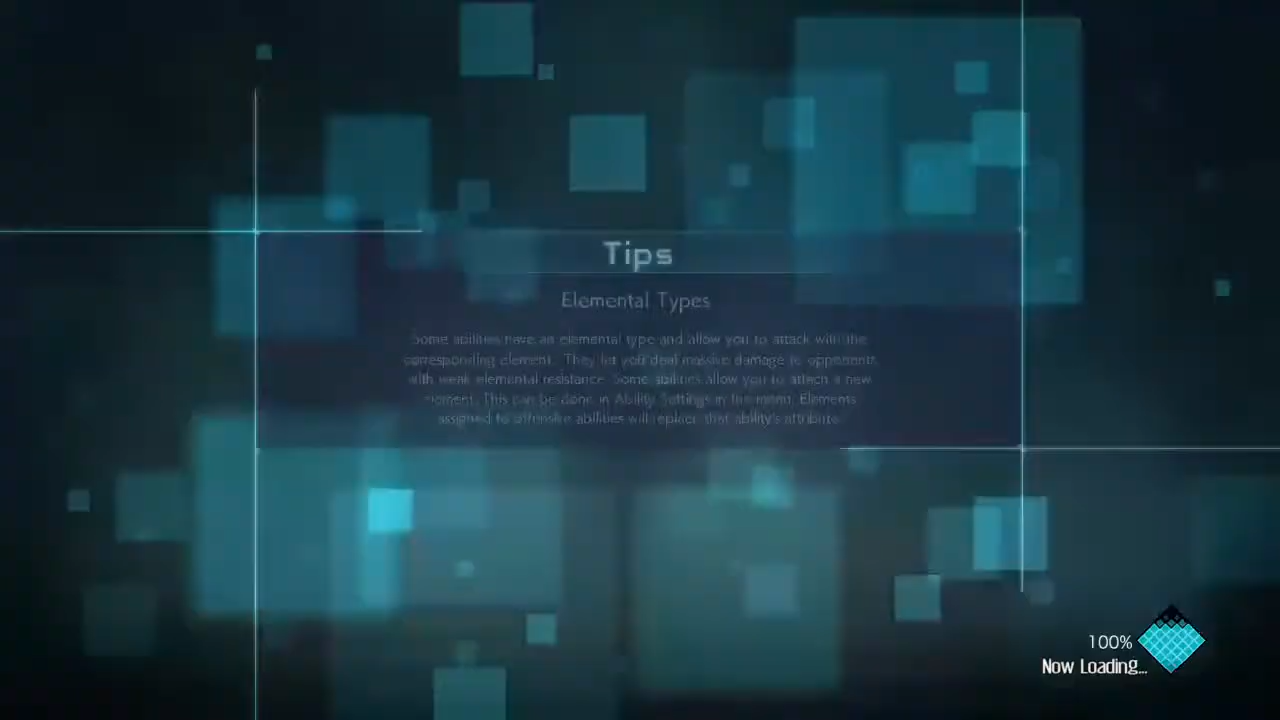 Tips
Elemental Types
Some abilities have an elemental type and allow you to attack with the
corresponding element. They let you deal massive damage to opponents
with weak elemental resistance. Some abilities allow you to attach a new
element. This can be done in Ability Settings in the menu. Elements
assigned to offensive abilities will replace that ability's attribute.
100%
Now Loading...